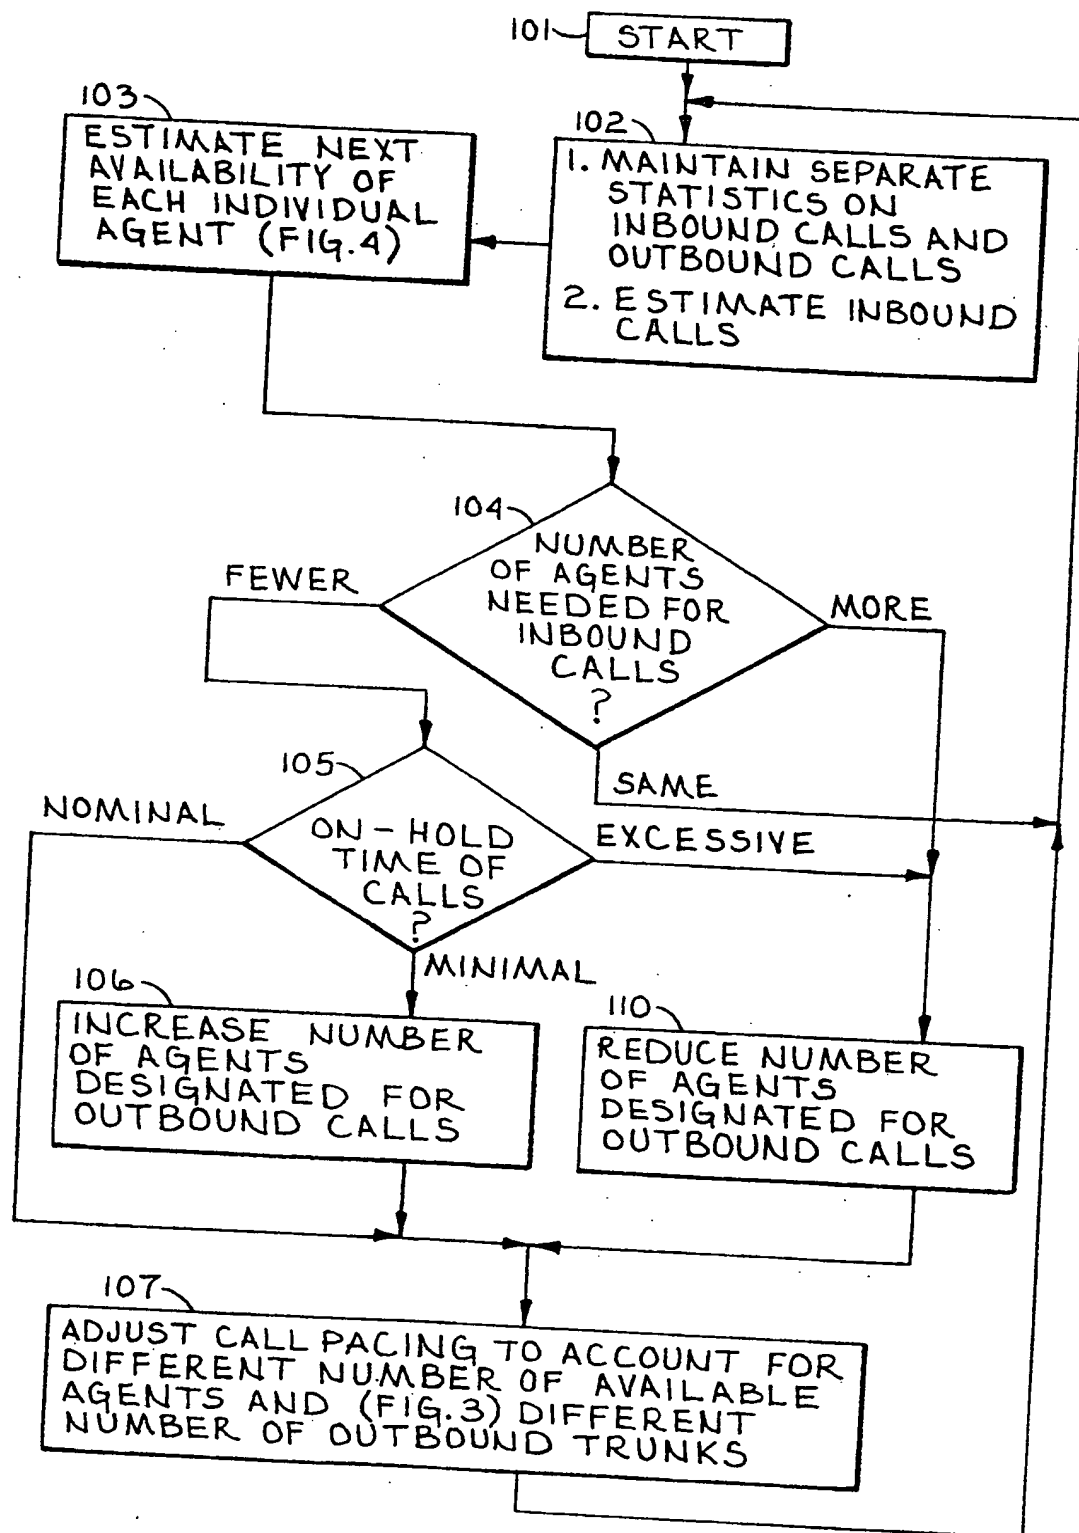 101
START
103
ESTIMATE NEXT
AVAILABILITY OF
EACH INDIVIDUAL
AGENT (FIG.4)
102
1. MAINTAIN SEPARATE
STATISTICS ON
INBOUND CALLS AND
OUTBOUND CALLS
2. ESTIMATE INBOUND
CALLS
104
NUMBER
OF AGENTS
NEEDED FOR
INBOUND
CALLS
?
FEWER
MORE
SAME
105
ON-HOLD
TIME OF
CALLS
?
NOMINAL
EXCESSIVE
MINIMAL
106
INCREASE NUMBER
OF AGENTS
DESIGNATED FOR
OUTBOUND CALLS
110
REDUCE NUMBER
OF AGENTS
DESIGNATED FOR
OUTBOUND CALLS
107
ADJUST CALL PACING TO ACCOUNT FOR
DIFFERENT NUMBER OF AVAILABLE
AGENTS AND (FIG.3) DIFFERENT
NUMBER OF OUTBOUND TRUNKS